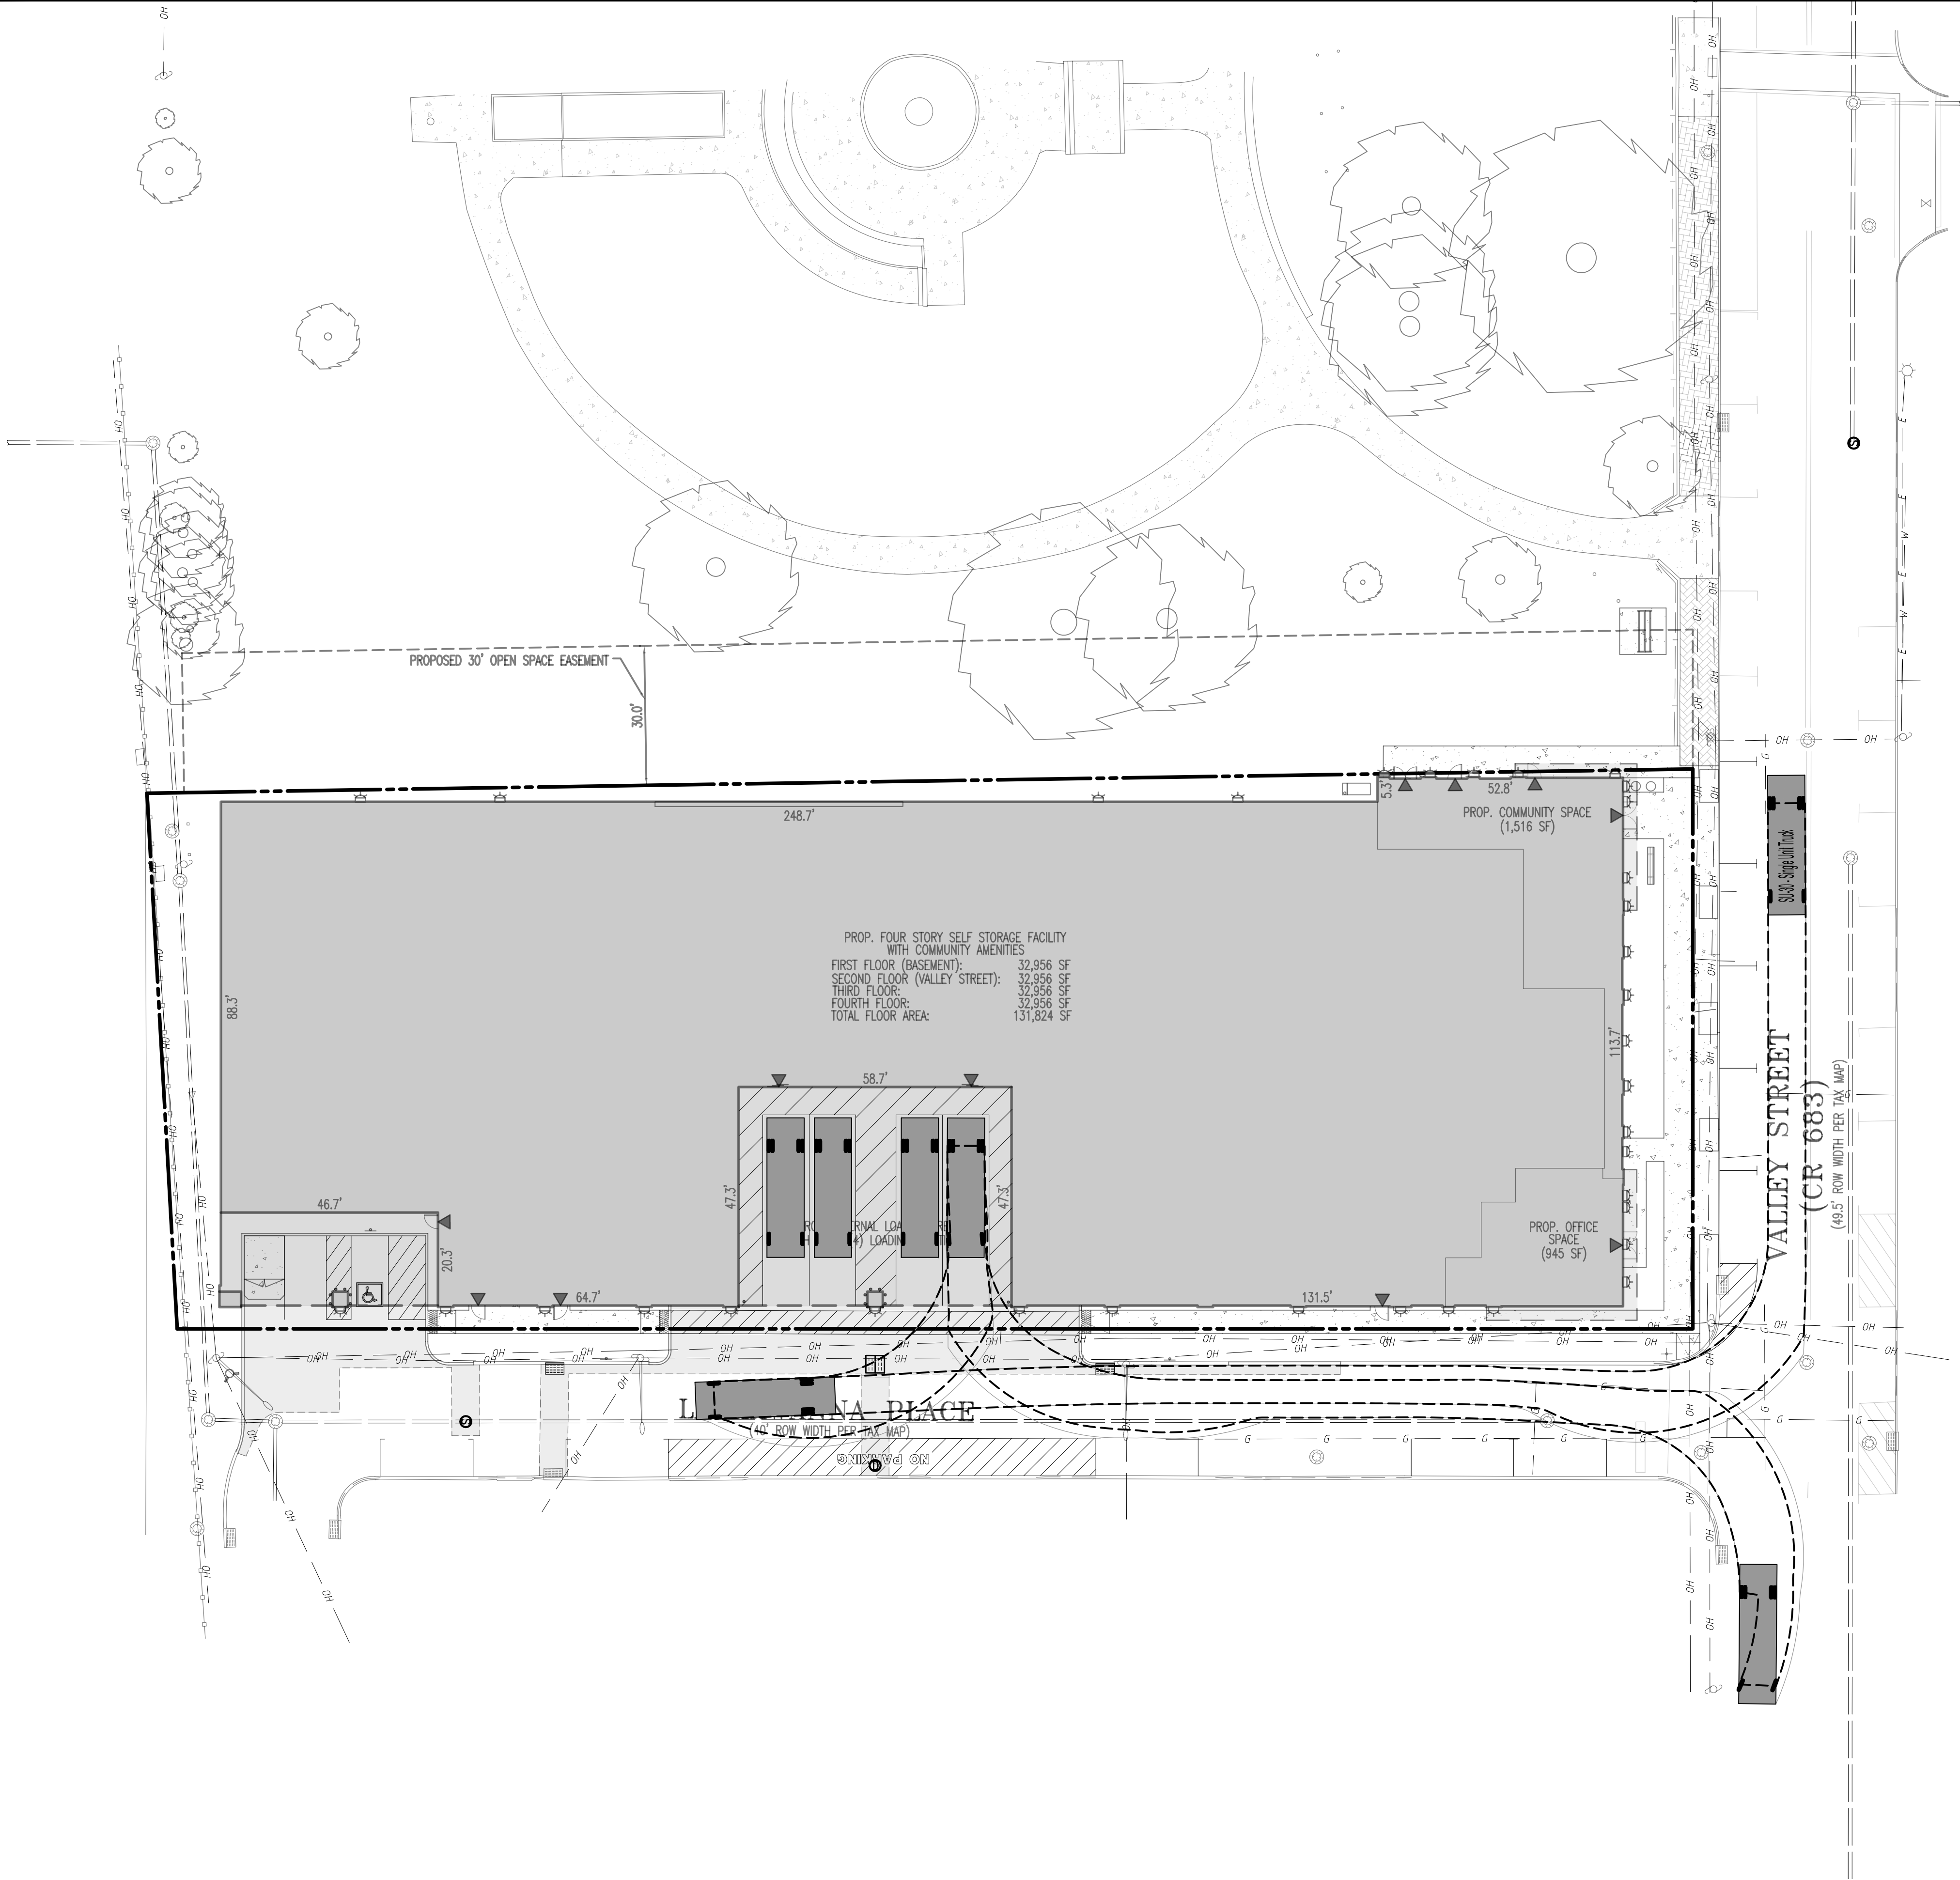 PROPOSED 30' OPEN SPACE EASEMENT
30.0'
248.7'
5.3'
52.8'
PROP. COMMUNITY SPACE
(1,516 SF)
SU-30 - Single Unit Truck
PROP. FOUR STORY SELF STORAGE FACILITY
WITH COMMUNITY AMENITIES
FIRST FLOOR (BASEMENT): 32,956 SF
SECOND FLOOR (VALLEY STREET): 32,956 SF
THIRD FLOOR: 32,956 SF
FOURTH FLOOR: 32,956 SF
TOTAL FLOOR AREA: 131,824 SF
88.3'
113.7'
VALLEY STREET
(CR 683)
(49.5' ROW WIDTH PER TAX MAP)
58.7'
47.3'
47.3'
46.7'
20.3'
PROP. OFFICE
SPACE
(945 SF)
64.7'
131.5'
PLACE
(40' ROW WIDTH PER TAX MAP)
NO PARKING
OH
G
E
W
S
D